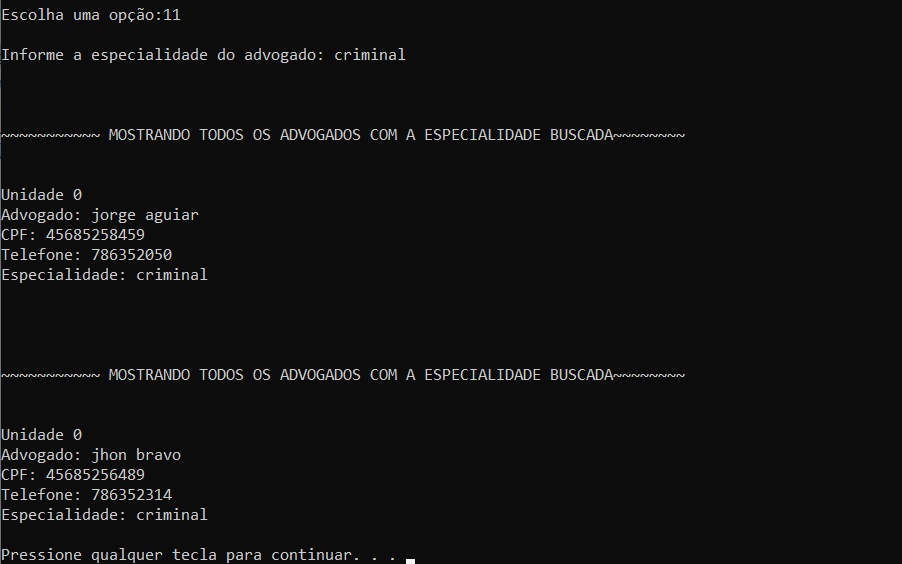 Escolha uma opção:11
Informe a especialidade do advogado: criminal
~~~~~~~~~~~ MOSTRANDO TODOS OS ADVOGADOS COM A ESPECIALIDADE BUSCADA~~~~~~~~
Unidade 0
Advogado: jorge aguiar
CPF: 45685258459
Telefone: 786352050
Especialidade: criminal
~~~~~~~~~~~ MOSTRANDO TODOS OS ADVOGADOS COM A ESPECIALIDADE BUSCADA~~~~~~~~
Unidade 0
Advogado: jhon bravo
CPF: 45685256489
Telefone: 786352314
Especialidade: criminal
Pressione qualquer tecla para continuar. . .